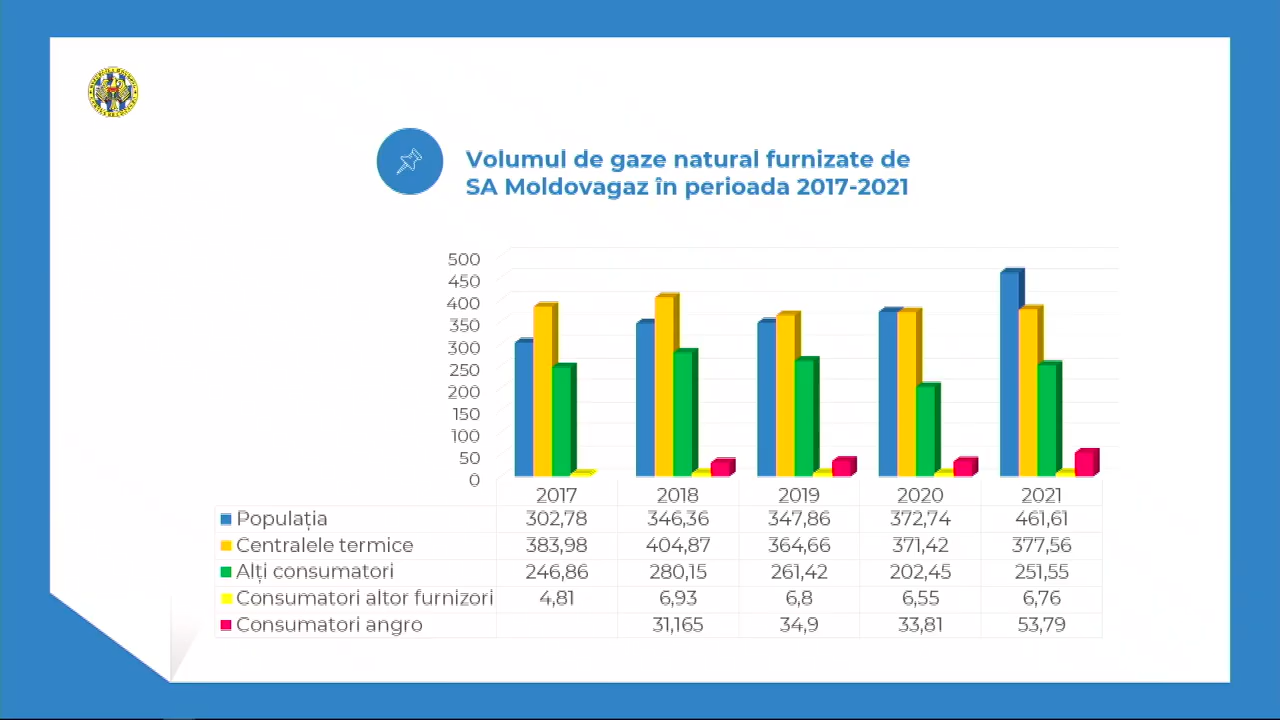 Volumul de gaze natural furnizate de
SA Moldovagaz în perioada 2017-2021
500
450
400
350
300
250
200
150
100
50
0
2017 2018 2019 2020 2021
Populația 302,78 346,36 347,86 372,74 461,61
Centralele termice 383,98 404,87 364,66 371,42 377,56
Alți consumatori 246,86 280,15 261,42 202,45 251,55
Consumatori altor furnizori 4,81 6,93 6,8 6,55 6,76
Consumatori angro 31,165 34,9 33,81 53,79